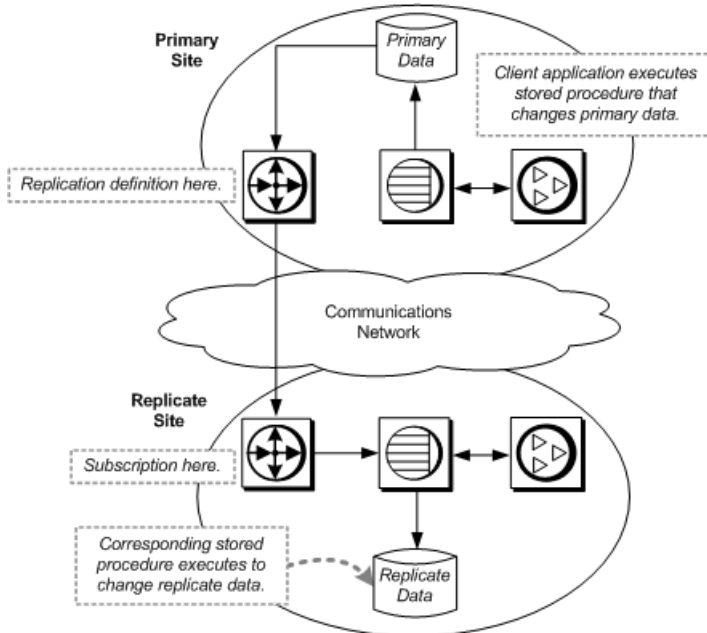 Primary
Site
Primary
Data
Client application executes
stored procedure that
changes primary data.
Replication definition here.
Communications
Network
Replicate
Site
Subscription here.
Corresponding stored
procedure executes to
change replicate data.
Replicate
Data